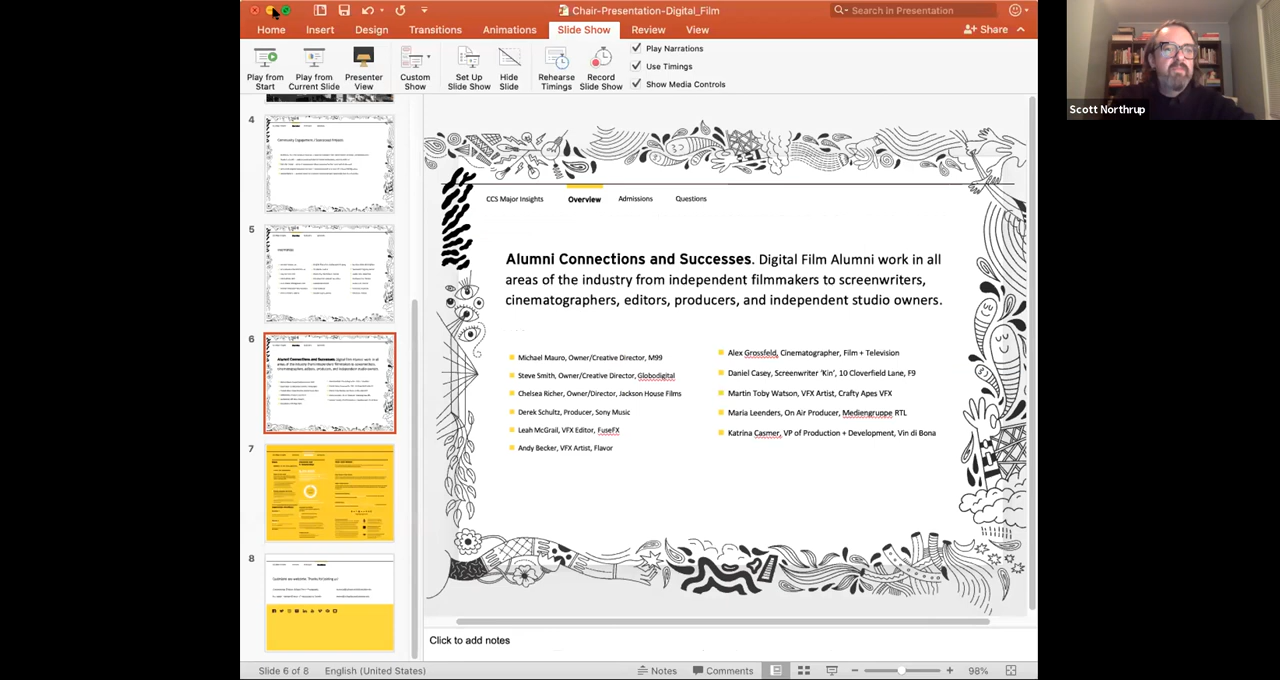 Chair-Presentation-Digital_Film
Search in Presentation
Home Insert Design Transitions Animations Slide Show Review View
Share
Play from Start
Play from Current Slide
Presenter View
Custom Show
Set Up Slide Show
Hide Slide
Rehearse Timings
Record Slide Show
Play Narrations
Use Timings
Show Media Controls
Scott Northrup
4
5
6
7
8
CCS Major Insights Overview Admissions Questions
Alumni Connections and Successes. Digital Film Alumni work in all
areas of the industry from independent filmmakers to screenwriters,
cinematographers, editors, producers, and independent studio owners.
Michael Mauro, Owner/Creative Director, M99
Steve Smith, Owner/Creative Director, Globodigital
Chelsea Richer, Owner/Director, Jackson House Films
Derek Schultz, Producer, Sony Music
Leah McGrail, VFX Editor, FuseFX
Andy Becker, VFX Artist, Flavor
Alex Grossfeld, Cinematographer, Film + Television
Daniel Casey, Screenwriter ‘Kin’, 10 Cloverfield Lane, F9
Martin Toby Watson, VFX Artist, Crafty Apes VFX
Maria Leenders, On Air Producer, Mediengruppe RTL
Katrina Casmer, VP of Production + Development, Vin di Bona
Click to add notes
Slide 6 of 8 English (United States) Notes Comments 98%